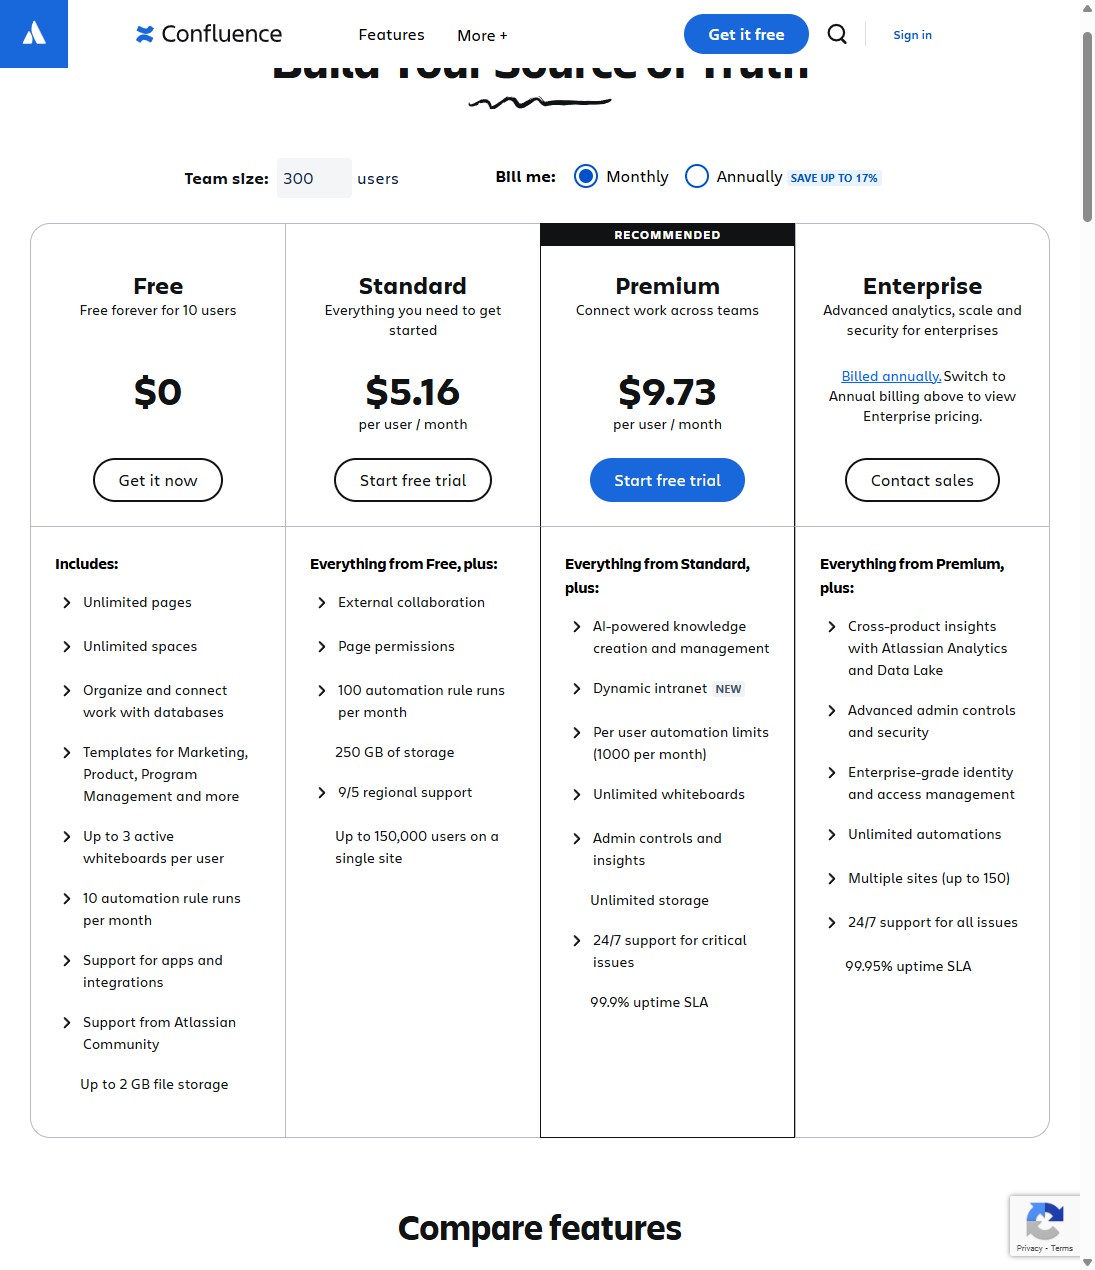 Confluence
Features
More +
Get it free
Sign in
Build Your Source of Truth
Team size: 300 users
Bill me: Monthly Annually SAVE UP TO 17%
Free
Free forever for 10 users
$0
Get it now
Includes:
Unlimited pages
Unlimited spaces
Organize and connect
work with databases
Templates for Marketing,
Product, Program
Management and more
Up to 3 active
whiteboards per user
10 automation rule runs
per month
Support for apps and
integrations
Support from Atlassian
Community
Up to 2 GB file storage
Standard
Everything you need to get
started
$5.16
per user / month
Start free trial
Everything from Free, plus:
External collaboration
Page permissions
100 automation rule runs
per month
250 GB of storage
9/5 regional support
Up to 150,000 users on a
single site
RECOMMENDED
Premium
Connect work across teams
$9.73
per user / month
Start free trial
Everything from Standard,
plus:
AI-powered knowledge
creation and management
Dynamic intranet NEW
Per user automation limits
(1000 per month)
Unlimited whiteboards
Admin controls and
insights
Unlimited storage
24/7 support for critical
issues
99.9% uptime SLA
Enterprise
Advanced analytics, scale and
security for enterprises
Billed annually. Switch to
Annual billing above to view
Enterprise pricing.
Contact sales
Everything from Premium,
plus:
Cross-product insights
with Atlassian Analytics
and Data Lake
Advanced admin controls
and security
Enterprise-grade identity
and access management
Unlimited automations
Multiple sites (up to 150)
24/7 support for all issues
99.95% uptime SLA
Compare features
Privacy - Terms